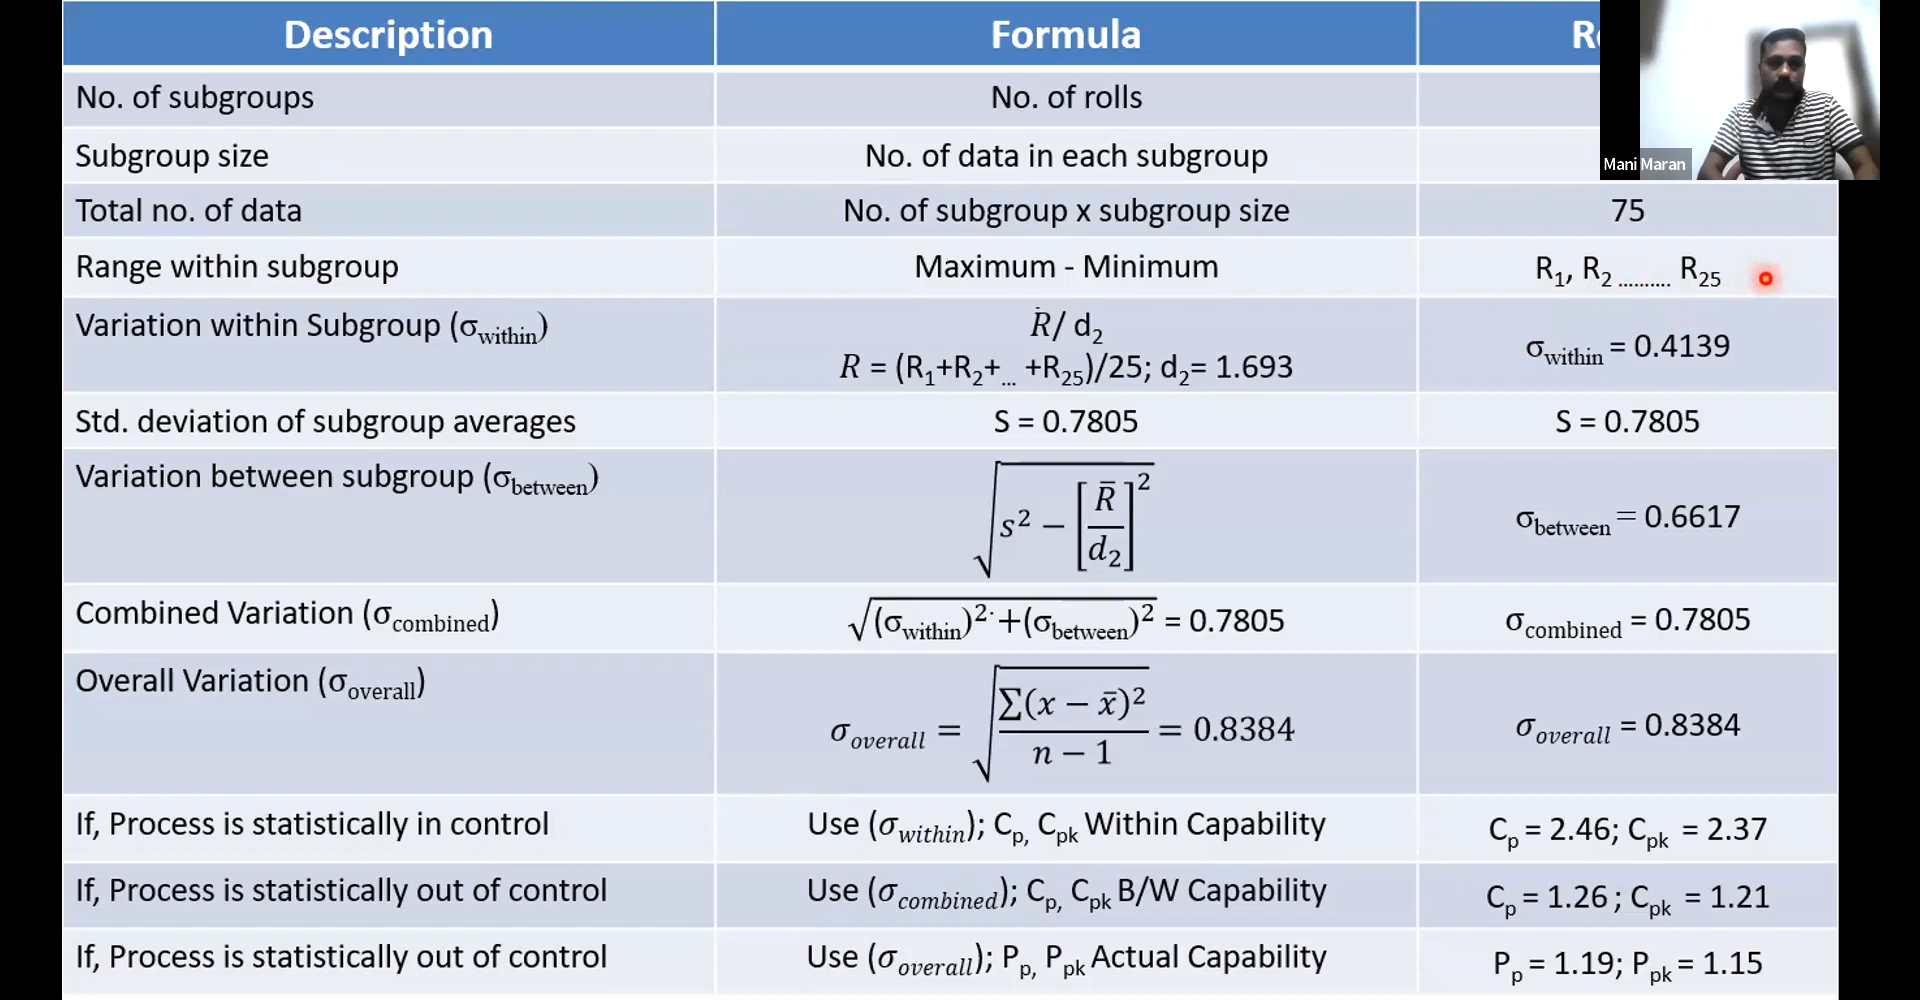 Description Formula
No. of subgroups No. of rolls
Subgroup size No. of data in each subgroup
Mani Maran
Total no. of data No. of subgroup x subgroup size 75
Range within subgroup Maximum - Minimum R₁, R₂ .......... R₂₅
Variation within Subgroup (σwithin) Ṙ/ d₂
R = (R₁+R₂+... +R₂₅)/25; d₂= 1.693 σwithin = 0.4139
Std. deviation of subgroup averages S = 0.7805 S = 0.7805
Variation between subgroup (σbetween) √(s² − [R̄/d₂]²) σbetween = 0.6617
Combined Variation (σcombined) √(σwithin)²·+(σbetween)² = 0.7805 σcombined = 0.7805
Overall Variation (σoverall) σoverall = √(∑(x − x̄)²/(n − 1)) = 0.8384 σoverall = 0.8384
If, Process is statistically in control Use (σwithin); Cp, Cpk Within Capability Cp = 2.46; Cpk = 2.37
If, Process is statistically out of control Use (σcombined); Cp, Cpk B/W Capability Cp = 1.26 ; Cpk = 1.21
If, Process is statistically out of control Use (σoverall); Pp, Ppk Actual Capability Pp = 1.19; Ppk = 1.15